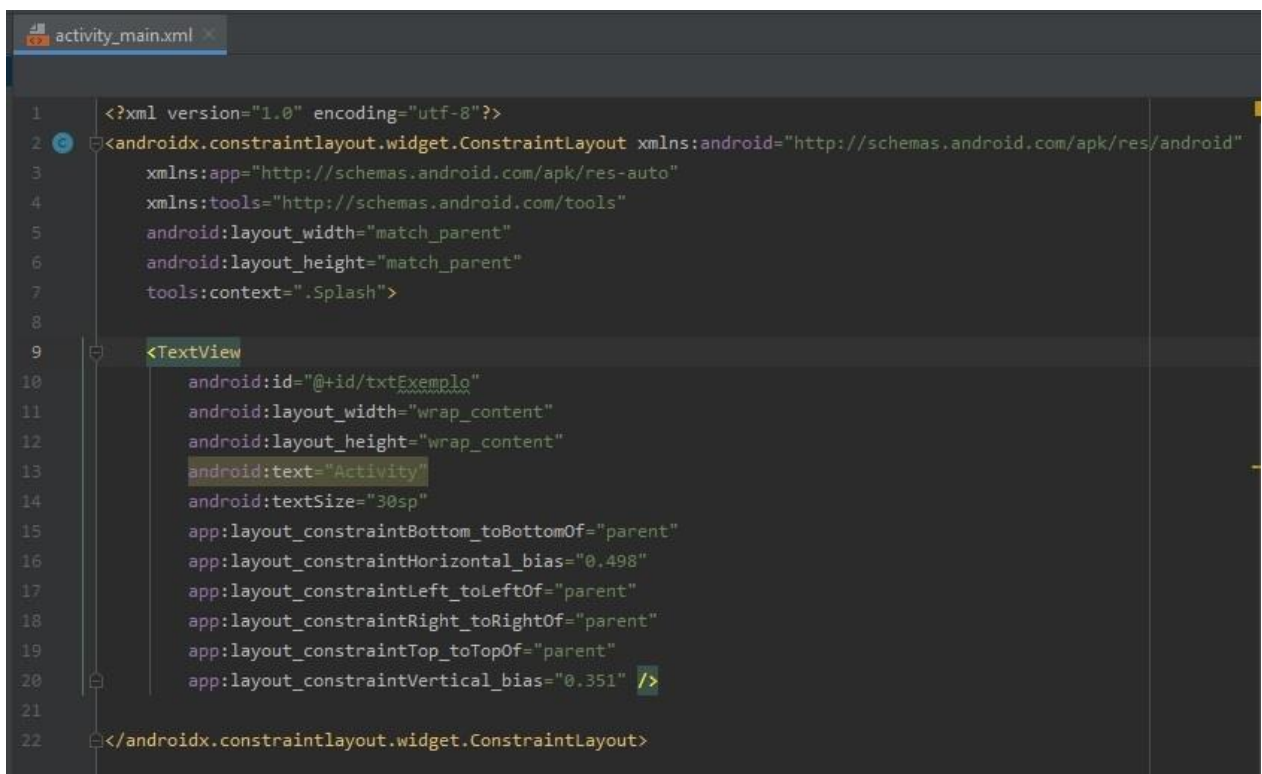 activity_main.xml
1 <?xml version="1.0" encoding="utf-8"?>
2 <androidx.constraintlayout.widget.ConstraintLayout xmlns:android="http://schemas.android.com/apk/res/android"
3 xmlns:app="http://schemas.android.com/apk/res-auto"
4 xmlns:tools="http://schemas.android.com/tools"
5 android:layout_width="match_parent"
6 android:layout_height="match_parent"
7 tools:context=".Splash">
8
9 <TextView
10 android:id="@+id/txtExemplo"
11 android:layout_width="wrap_content"
12 android:layout_height="wrap_content"
13 android:text="Activity"
14 android:textSize="30sp"
15 app:layout_constraintBottom_toBottomOf="parent"
16 app:layout_constraintHorizontal_bias="0.498"
17 app:layout_constraintLeft_toLeftOf="parent"
18 app:layout_constraintRight_toRightOf="parent"
19 app:layout_constraintTop_toTopOf="parent"
20 app:layout_constraintVertical_bias="0.351" />
21
22 </androidx.constraintlayout.widget.ConstraintLayout>